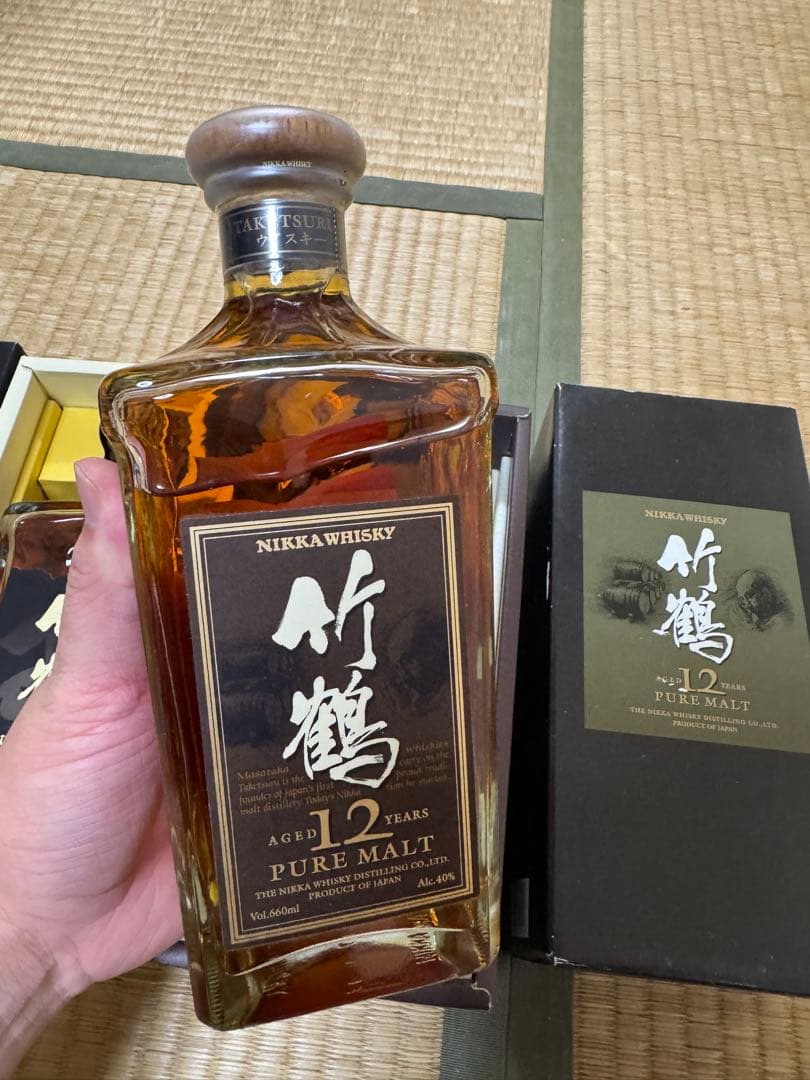 NIKKA WHISKY
TAKETSURU
ウイスキー
NIKKA WHISKY
竹鶴
Masataka
Taketsuru is the
founder of Japan's first
malt distillery. Today's Nikka
whiskies
carry on the
proud tradi-
tion he started.
AGED 12 YEARS
PURE MALT
THE NIKKA WHISKY DISTILLING CO.,LTD.
PRODUCT OF JAPAN
Vol.660ml
Alc.40%
NIKKA WHISKY
竹鶴
AGED 12 YEARS
PURE MALT
THE NIKKA WHISKY DISTILLING CO.,LTD.
PRODUCT OF JAPAN